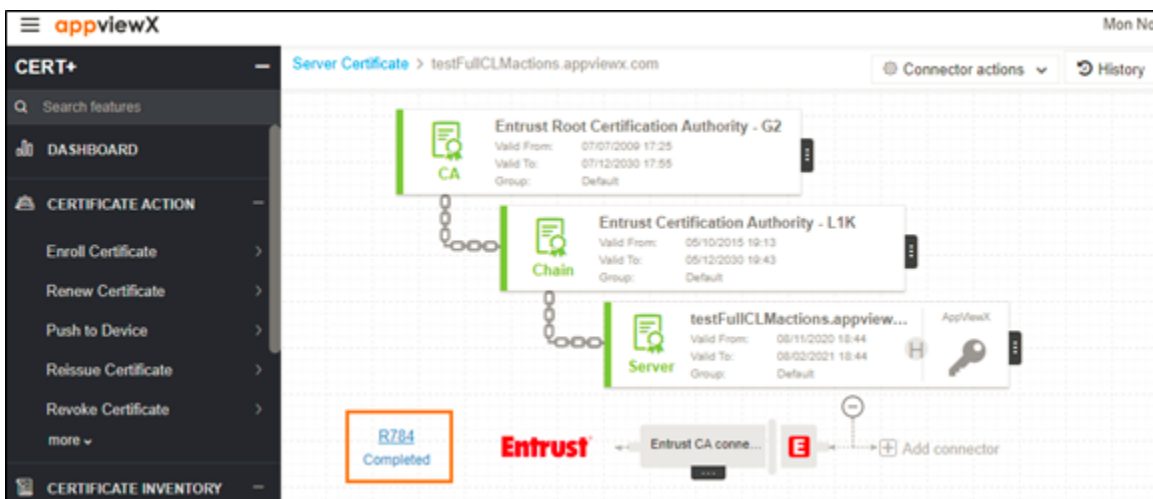 appviewX
Mon No
CERT+
Server Certificate > testFullCLMactions.appviewx.com
Connector actions
History
Search features
DASHBOARD
CERTIFICATE ACTION
Enroll Certificate
Renew Certificate
Push to Device
Reissue Certificate
Revoke Certificate
more
CERTIFICATE INVENTORY
CA
Entrust Root Certification Authority - G2
Valid From: 07/07/2009 17:25
Valid To: 07/12/2030 17:55
Group: Default
Chain
Entrust Certification Authority - L1K
Valid From: 05/10/2015 19:13
Valid To: 05/12/2030 19:43
Group: Default
Server
testFullCLMactions.appview...
Valid From: 08/11/2020 18:44
Valid To: 08/02/2021 18:44
Group: Default
H
AppViewX
R784
Completed
Entrust
Entrust CA conne...
E
Add connector